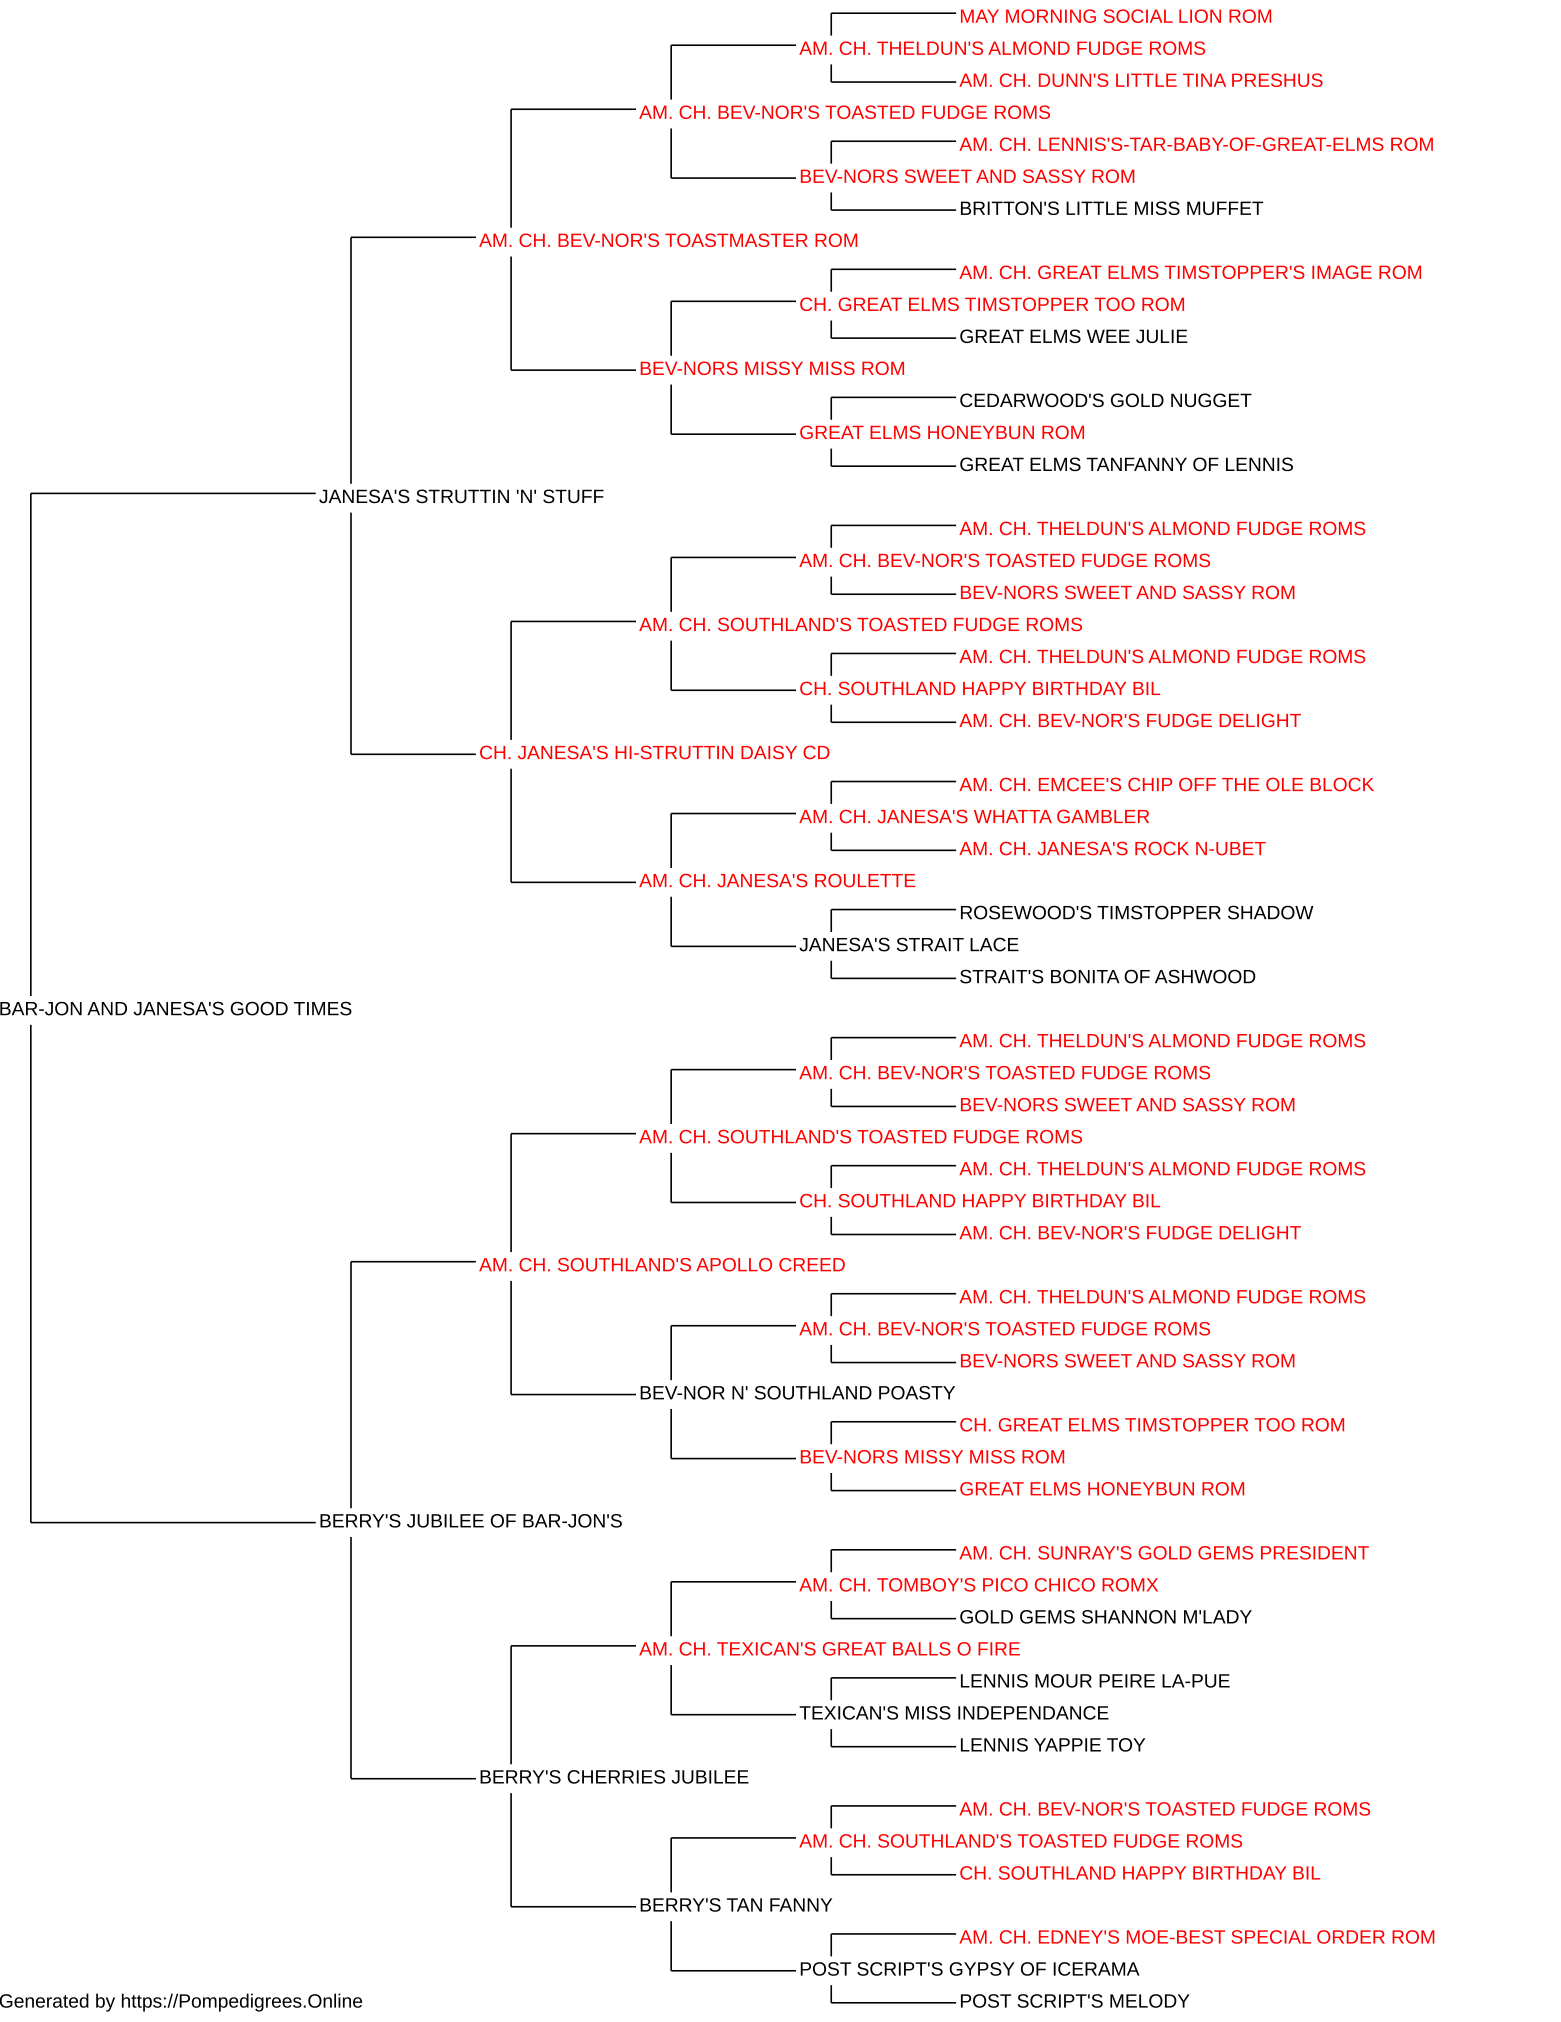 MAY MORNING SOCIAL LION ROM
AM. CH. THELDUN'S ALMOND FUDGE ROMS
AM. CH. DUNN'S LITTLE TINA PRESHUS
AM. CH. BEV-NOR'S TOASTED FUDGE ROMS
AM. CH. LENNIS'S-TAR-BABY-OF-GREAT-ELMS ROM
BEV-NORS SWEET AND SASSY ROM
BRITTON'S LITTLE MISS MUFFET
AM. CH. BEV-NOR'S TOASTMASTER ROM
AM. CH. GREAT ELMS TIMSTOPPER'S IMAGE ROM
CH. GREAT ELMS TIMSTOPPER TOO ROM
GREAT ELMS WEE JULIE
BEV-NORS MISSY MISS ROM
CEDARWOOD'S GOLD NUGGET
GREAT ELMS HONEYBUN ROM
GREAT ELMS TANFANNY OF LENNIS
JANESA'S STRUTTIN 'N' STUFF
AM. CH. THELDUN'S ALMOND FUDGE ROMS
AM. CH. BEV-NOR'S TOASTED FUDGE ROMS
BEV-NORS SWEET AND SASSY ROM
AM. CH. SOUTHLAND'S TOASTED FUDGE ROMS
AM. CH. THELDUN'S ALMOND FUDGE ROMS
CH. SOUTHLAND HAPPY BIRTHDAY BIL
AM. CH. BEV-NOR'S FUDGE DELIGHT
CH. JANESA'S HI-STRUTTIN DAISY CD
AM. CH. EMCEE'S CHIP OFF THE OLE BLOCK
AM. CH. JANESA'S WHATTA GAMBLER
AM. CH. JANESA'S ROCK N-UBET
AM. CH. JANESA'S ROULETTE
ROSEWOOD'S TIMSTOPPER SHADOW
JANESA'S STRAIT LACE
STRAIT'S BONITA OF ASHWOOD
BAR-JON AND JANESA'S GOOD TIMES
AM. CH. THELDUN'S ALMOND FUDGE ROMS
AM. CH. BEV-NOR'S TOASTED FUDGE ROMS
BEV-NORS SWEET AND SASSY ROM
AM. CH. SOUTHLAND'S TOASTED FUDGE ROMS
AM. CH. THELDUN'S ALMOND FUDGE ROMS
CH. SOUTHLAND HAPPY BIRTHDAY BIL
AM. CH. BEV-NOR'S FUDGE DELIGHT
AM. CH. SOUTHLAND'S APOLLO CREED
AM. CH. THELDUN'S ALMOND FUDGE ROMS
AM. CH. BEV-NOR'S TOASTED FUDGE ROMS
BEV-NORS SWEET AND SASSY ROM
BEV-NOR N' SOUTHLAND POASTY
CH. GREAT ELMS TIMSTOPPER TOO ROM
BEV-NORS MISSY MISS ROM
GREAT ELMS HONEYBUN ROM
BERRY'S JUBILEE OF BAR-JON'S
AM. CH. SUNRAY'S GOLD GEMS PRESIDENT
AM. CH. TOMBOY'S PICO CHICO ROMX
GOLD GEMS SHANNON M'LADY
AM. CH. TEXICAN'S GREAT BALLS O FIRE
LENNIS MOUR PEIRE LA-PUE
TEXICAN'S MISS INDEPENDANCE
LENNIS YAPPIE TOY
BERRY'S CHERRIES JUBILEE
AM. CH. BEV-NOR'S TOASTED FUDGE ROMS
AM. CH. SOUTHLAND'S TOASTED FUDGE ROMS
CH. SOUTHLAND HAPPY BIRTHDAY BIL
BERRY'S TAN FANNY
AM. CH. EDNEY'S MOE-BEST SPECIAL ORDER ROM
POST SCRIPT'S GYPSY OF ICERAMA
POST SCRIPT'S MELODY
Generated by https://Pompedigrees.Online